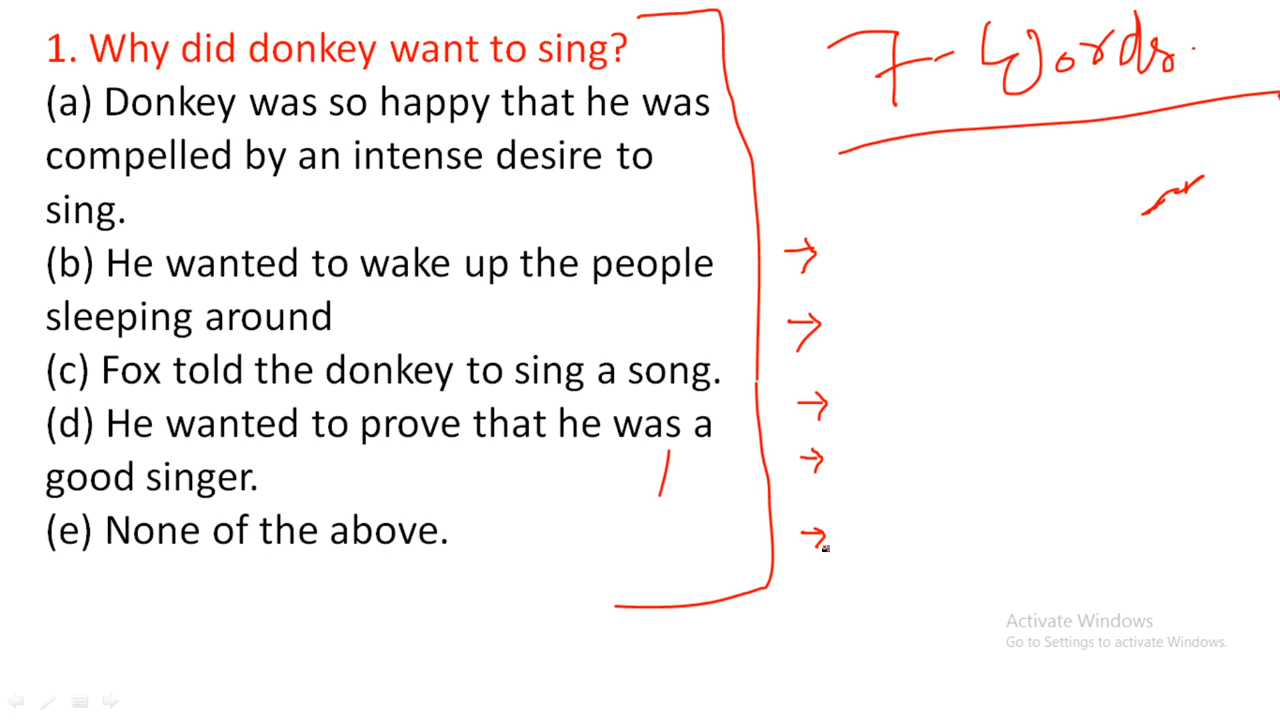 1. Why did donkey want to sing?
(a) Donkey was so happy that he was
compelled by an intense desire to
sing.
(b) He wanted to wake up the people
sleeping around
(c) Fox told the donkey to sing a song.
(d) He wanted to prove that he was a
good singer.
(e) None of the above.
7- Words.
Activate Windows
Go to Settings to activate Windows.